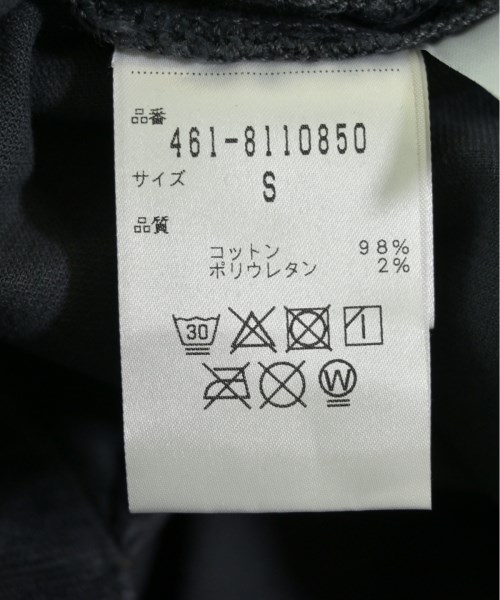 品番
461-8110850
サイズ S
品質
コットン 98%
ポリウレタン 2%
30
W